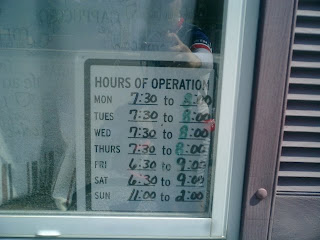 CAPPUCCINO
HOURS OF OPERATION
MON 7:30 to 8:00
TUES 7:30 to 8:00
WED 7:30 to 8:00
THURS 7:30 to 8:00
FRI 6:30 to 9:00
SAT 6:30 to 9:00
SUN 11:00 to 2:00